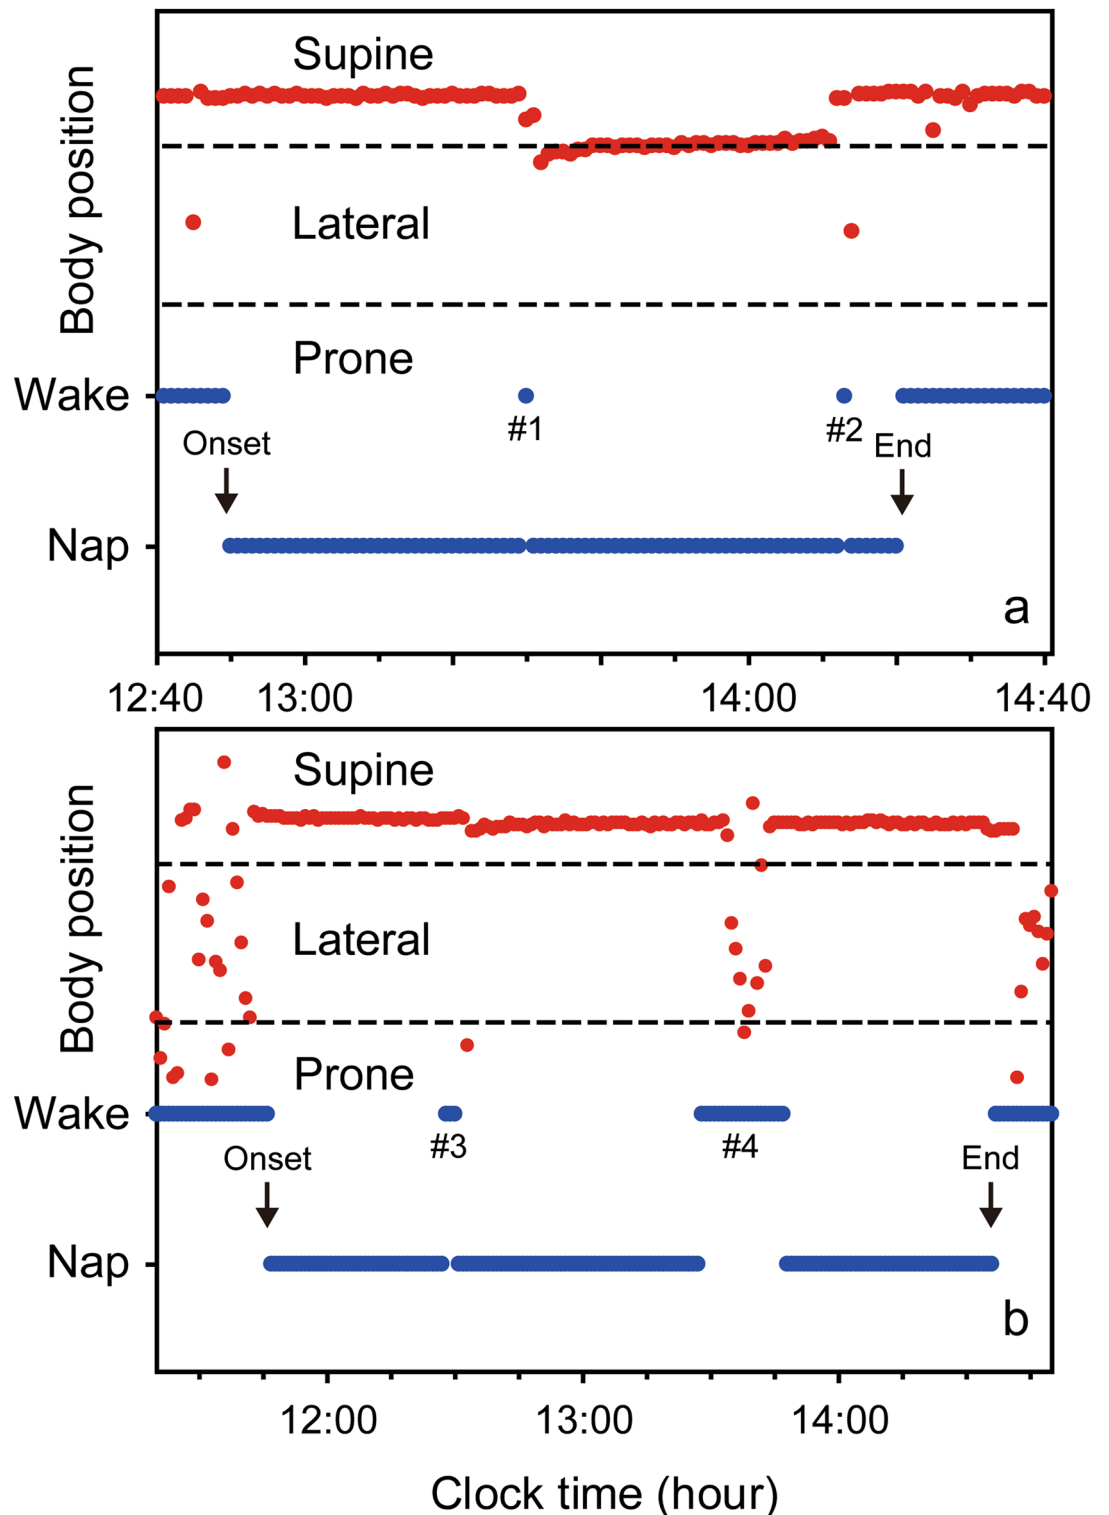 Supine
Body position
Lateral
Prone
Wake
#1
#2
Onset
End
Nap
a
12:40 13:00 14:00 14:40
Supine
Body position
Lateral
Prone
Wake
#3
#4
Onset
End
Nap
b
12:00 13:00 14:00
Clock time (hour)